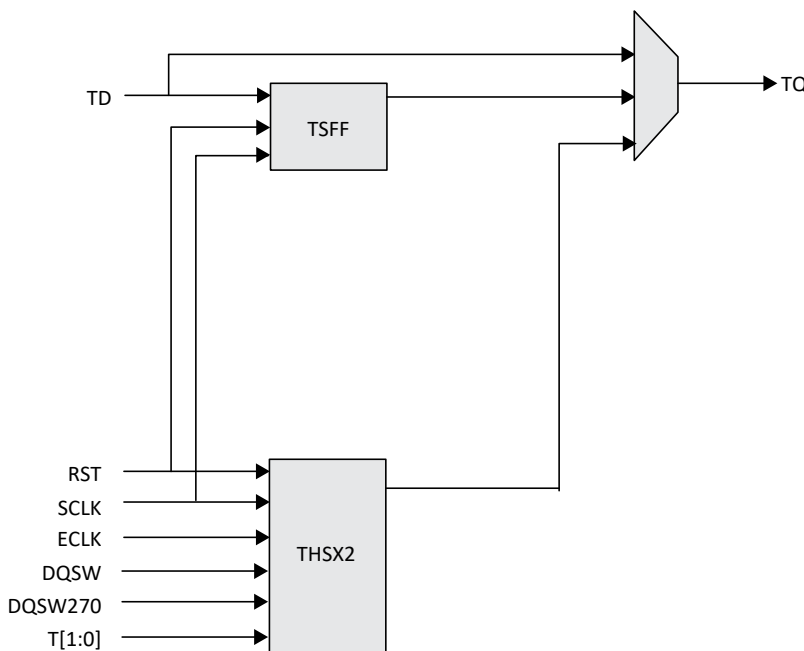 TD
TSFF
TQ
RST
SCLK
ECLK
DQSW
DQSW270
T[1:0]
THSX2